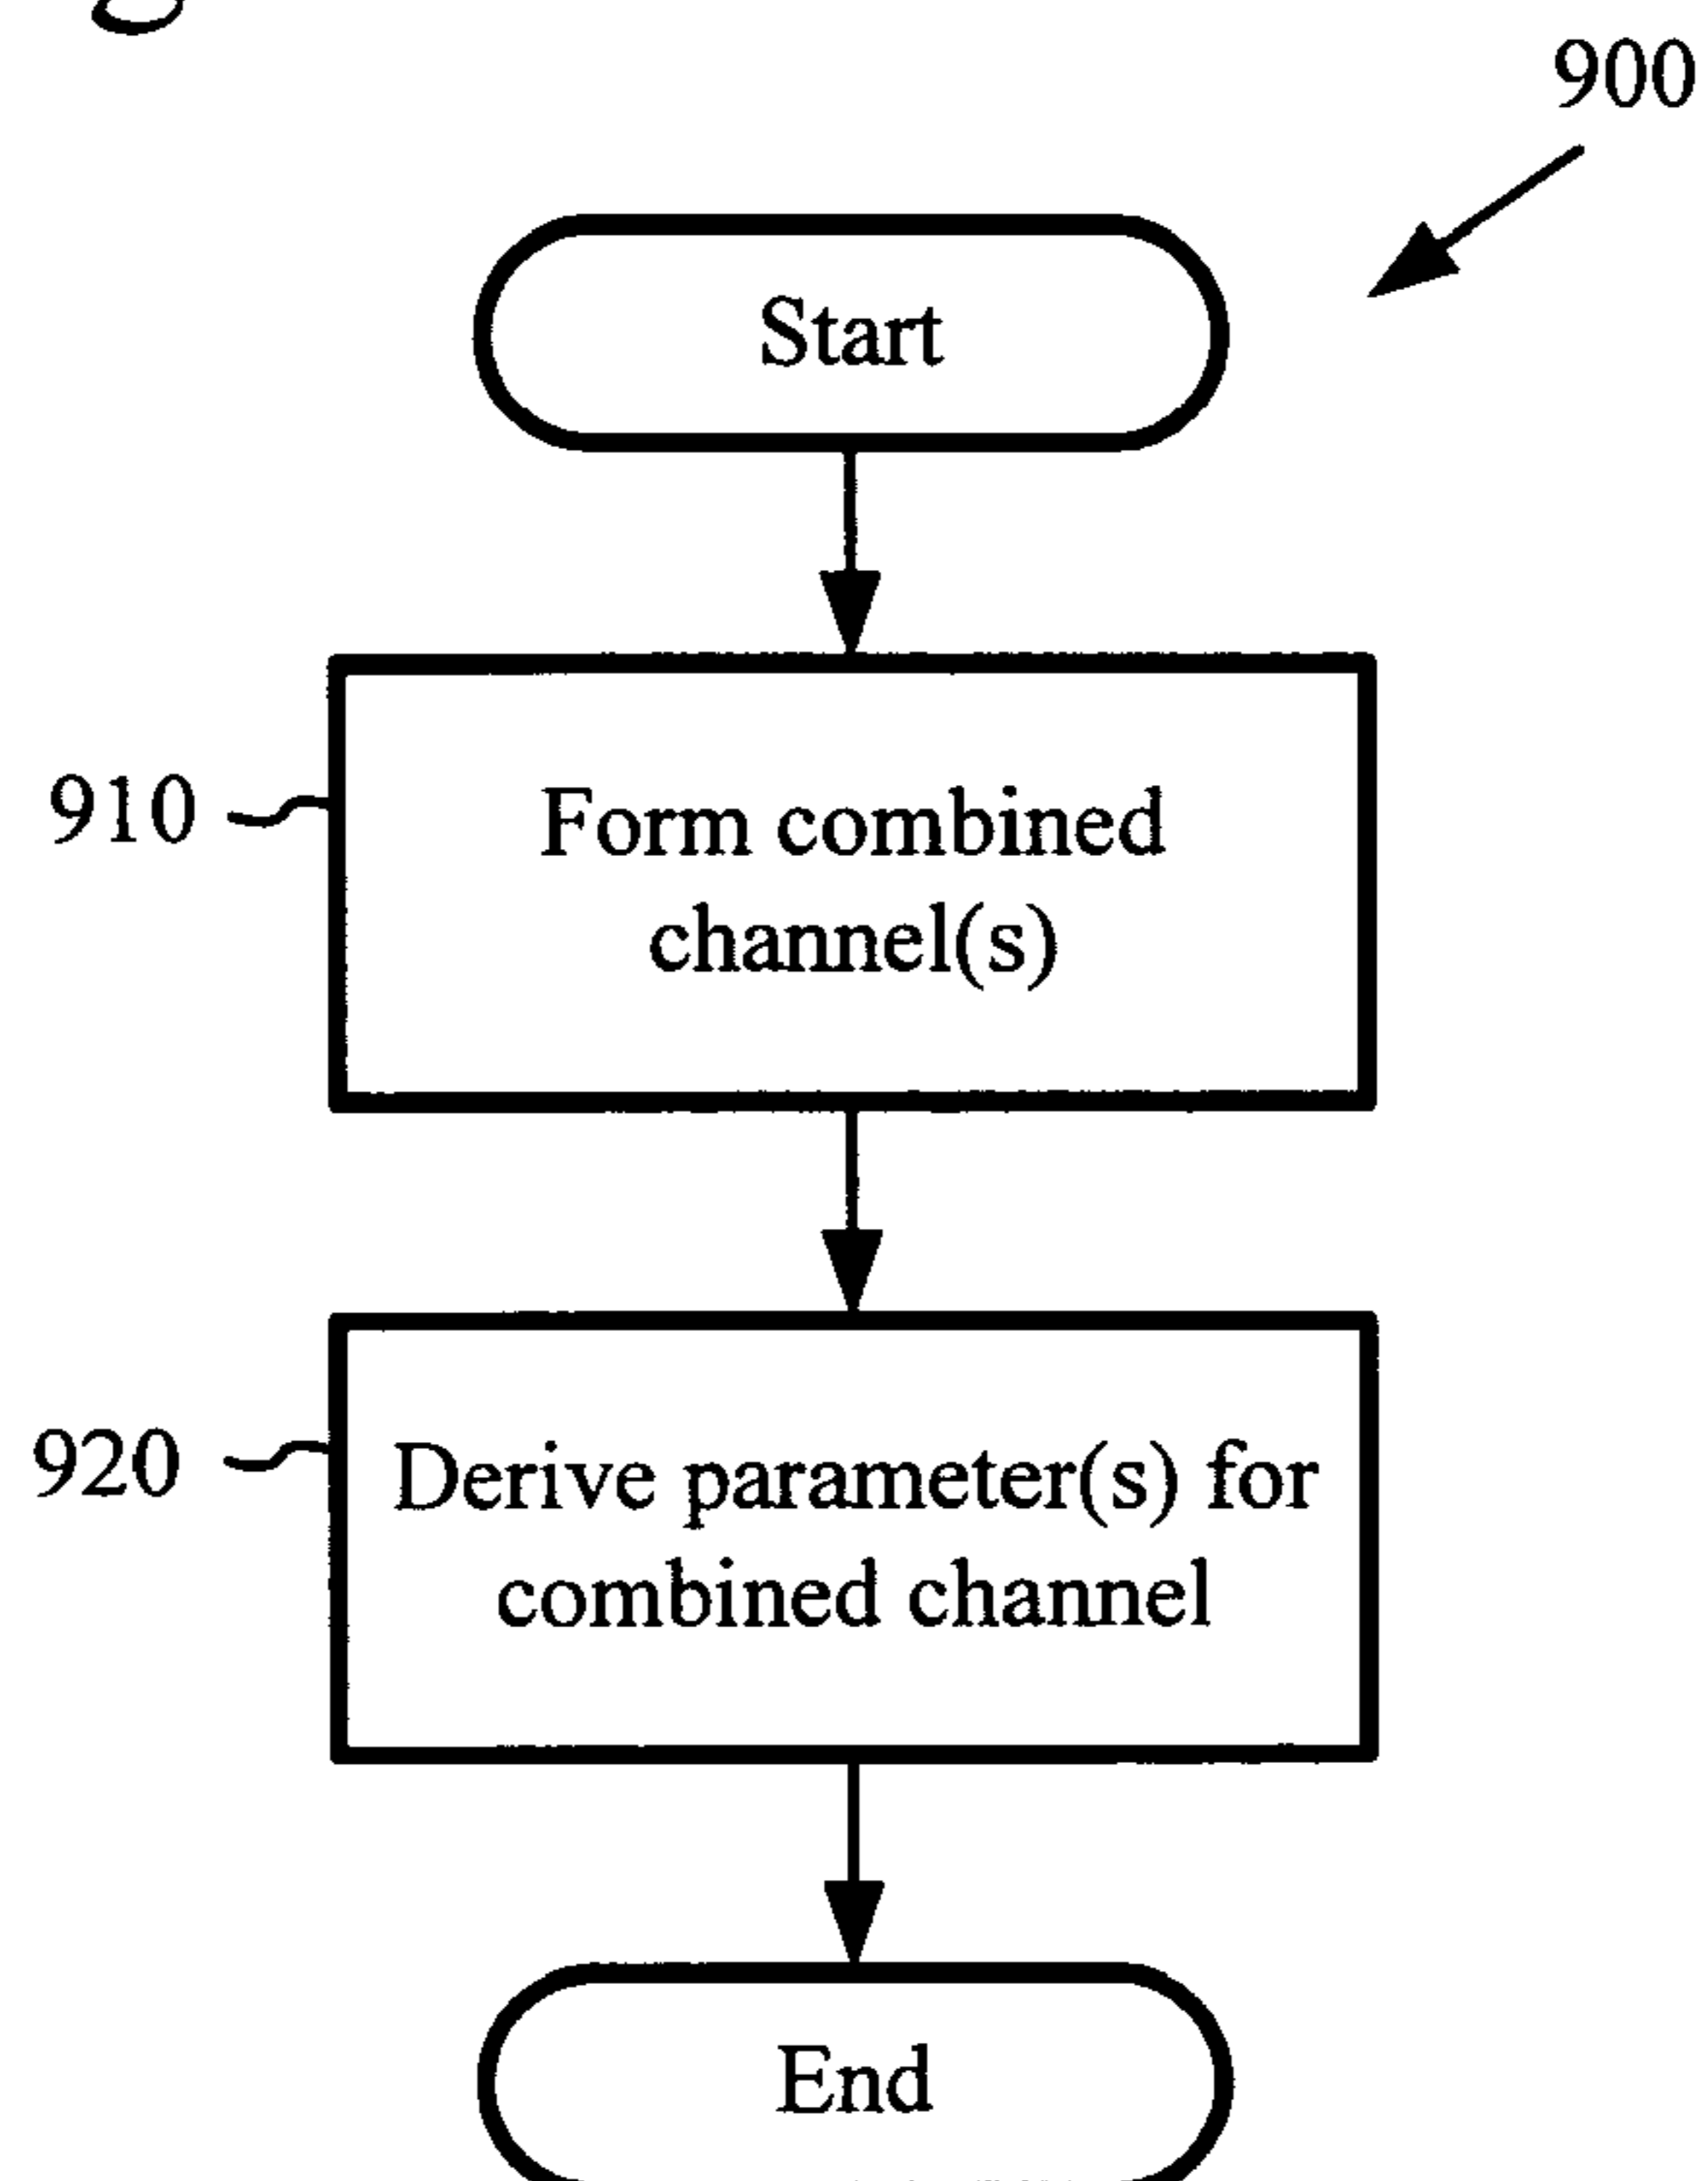 900
Start
910
Form combined
channel(s)
920
Derive parameter(s) for
combined channel
End